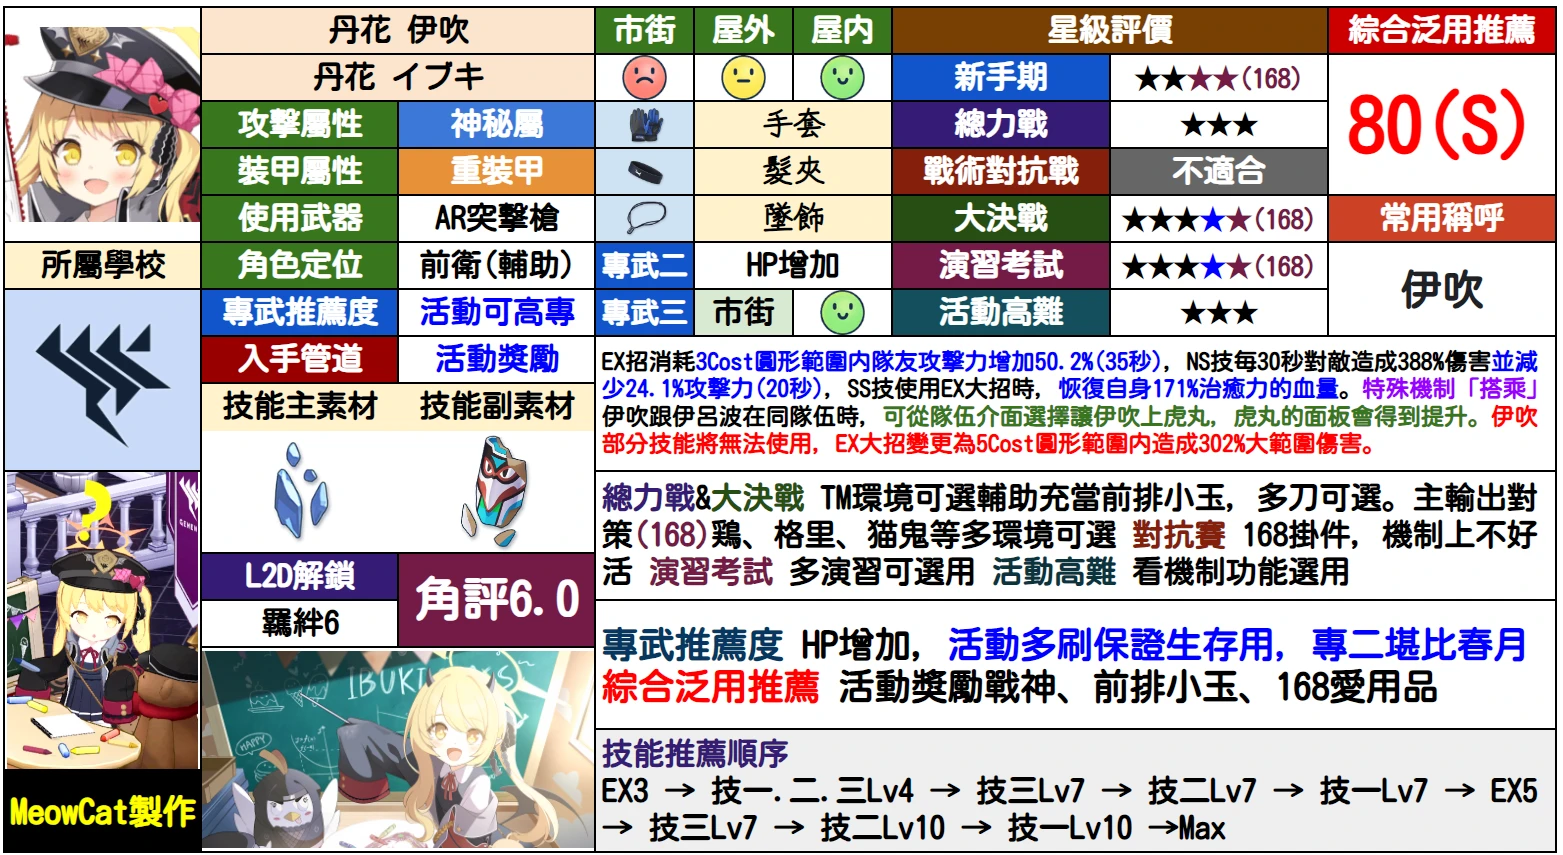 丹花 伊吹
丹花 イブキ
市街 屋外 屋内 星級評價 綜合泛用推薦
新手期 ★★★★(168)
80(S)
攻擊屬性 神秘屬 手套 總力戰 ★★★
裝甲屬性 重裝甲 髮夾 戰術對抗戰 不適合
使用武器 AR突擊槍 墜飾 大決戰 ★★★★★(168) 常用稱呼
所屬學校 角色定位 前衛(輔助) 專武二 HP增加 演習考試 ★★★★★(168)
伊吹
專武推薦度 活動可高專 專武三 市街 活動高難 ★★★
入手管道 活動獎勵
技能主素材 技能副素材
EX招消耗3Cost圓形範圍内隊友攻擊力增加50.2%(35秒), NS技每30秒對敵造成388%傷害並減
少24.1%攻擊力(20秒), SS技使用EX大招時, 恢復自身171%治癒力的血量。特殊機制「搭乘」
伊吹跟伊呂波在同隊伍時, 可從隊伍介面選擇讓伊吹上虎丸, 虎丸的面板會得到提升。伊吹
部分技能將無法使用, EX大招變更為5Cost圓形範圍内造成302%大範圍傷害。
總力戰&大決戰 TM環境可選輔助充當前排小玉, 多刀可選。主輸出對
策(168)鶏、格里、猫鬼等多環境可選 對抗賽 168掛件, 機制上不好
活 演習考試 多演習可選用 活動高難 看機制功能選用
L2D解鎖
羈絆6
角評6.0
專武推薦度 HP增加, 活動多刷保證生存用, 專二堪比春月
綜合泛用推薦 活動獎勵戰神、前排小玉、168愛用品
技能推薦順序
EX3 → 技一.二.三Lv4 → 技三Lv7 → 技二Lv7 → 技一Lv7 → EX5
→ 技三Lv7 → 技二Lv10 → 技一Lv10 →Max
MeowCat製作
HAPPY